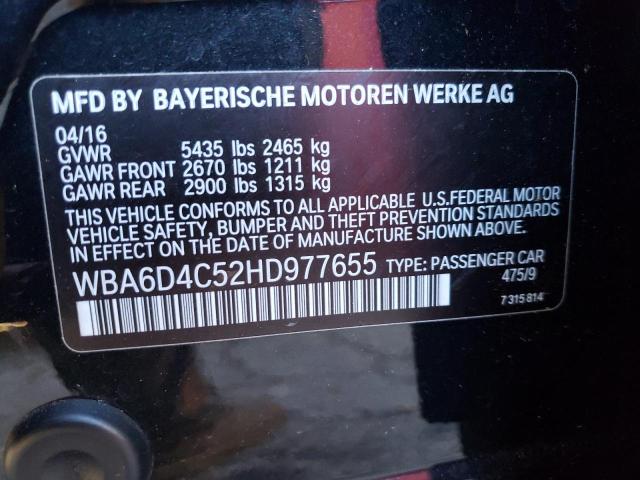 MFD BY BAYERISCHE MOTOREN WERKE AG
04/16
GVWR 5435 lbs 2465 kg
GAWR FRONT 2670 lbs 1211 kg
GAWR REAR 2900 lbs 1315 kg
THIS VEHICLE CONFORMS TO ALL APPLICABLE U.S.FEDERAL MOTOR
VEHICLE SAFETY, BUMPER AND THEFT PREVENTION STANDARDS
IN EFFECT ON THE DATE OF MANUFACTURE SHOWN ABOVE.
WBA6D4C52HD977655 TYPE: PASSENGER CAR
475/9
7 315 814